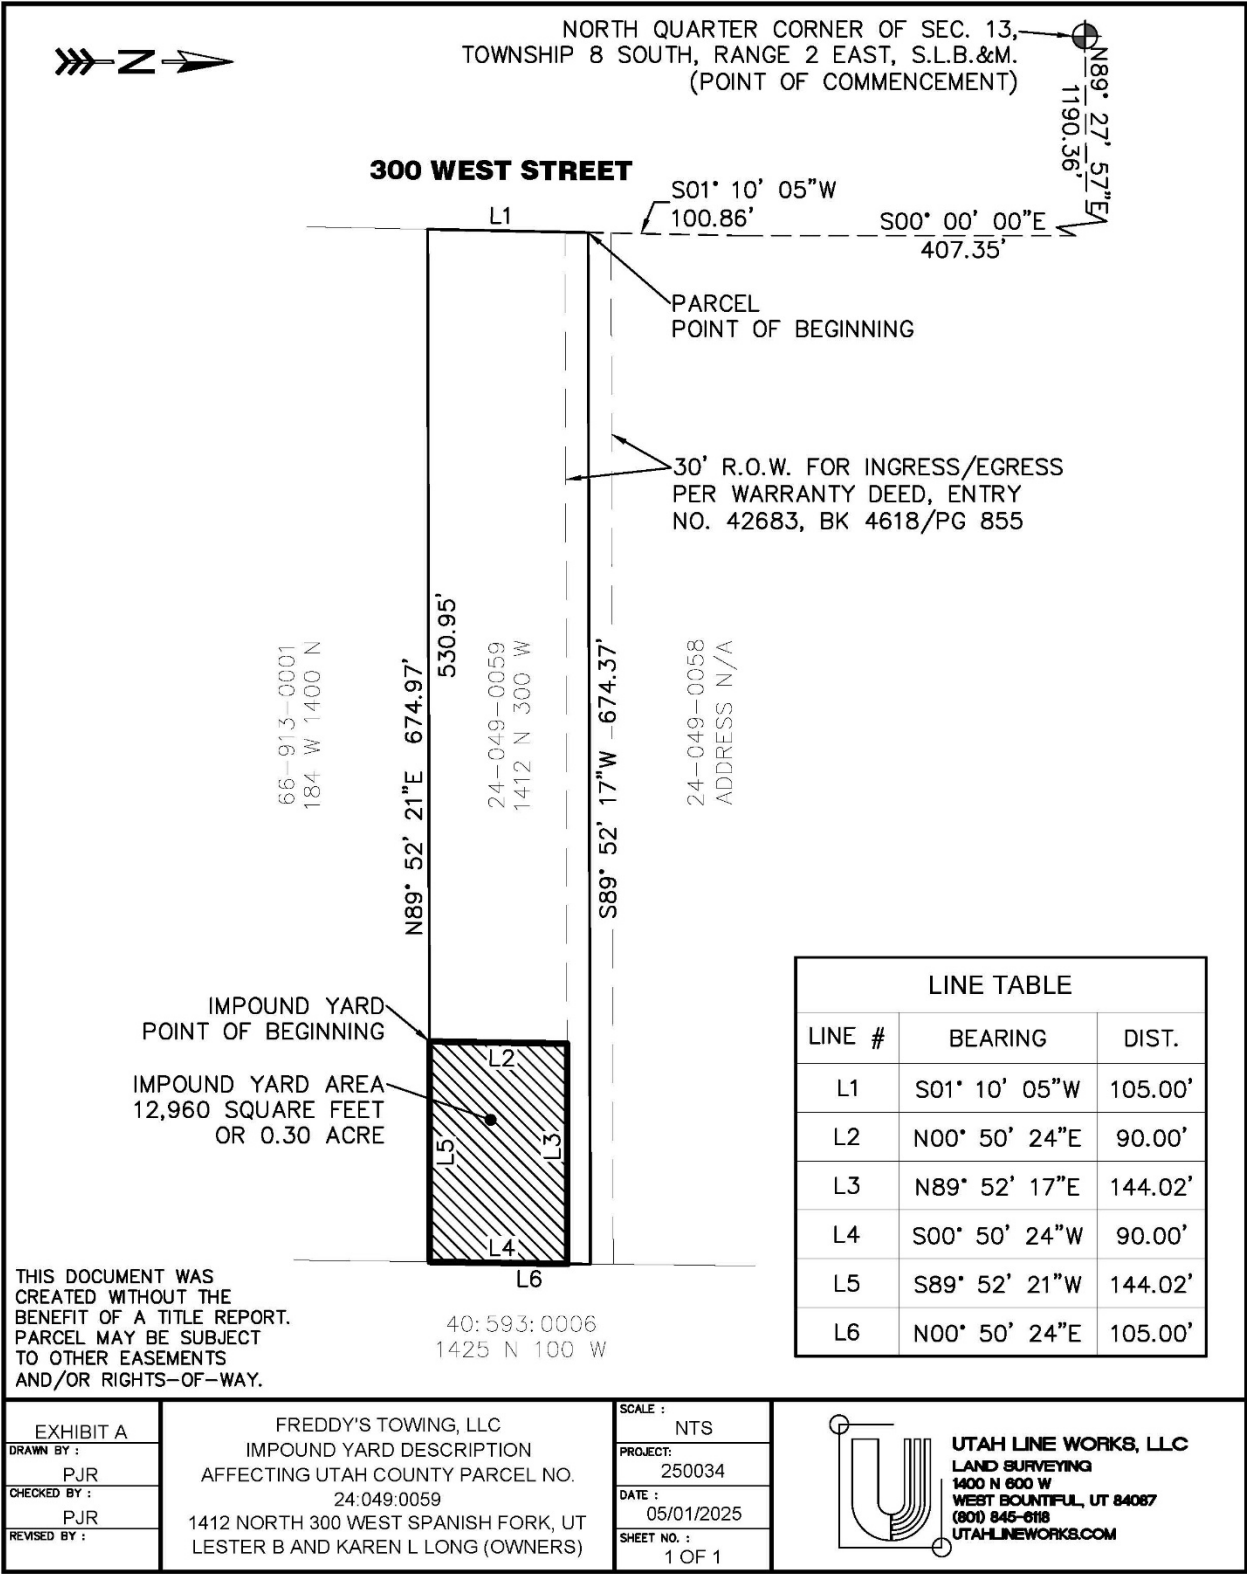 NORTH QUARTER CORNER OF SEC. 13,
TOWNSHIP 8 SOUTH, RANGE 2 EAST, S.L.B.&M.
(POINT OF COMMENCEMENT)
N
N89° 27' 57"E
1190.36'
300 WEST STREET
L1
S01° 10' 05"W
100.86'
S00° 00' 00"E
407.35'
PARCEL
POINT OF BEGINNING
30' R.O.W. FOR INGRESS/EGRESS
PER WARRANTY DEED, ENTRY
NO. 42683, BK 4618/PG 855
66-913-0001
184 W 1400 N
N89° 52' 21"E 674.97'
530.95'
24-049-0059
1412 N 300 W
S89° 52' 17"W 674.37'
24-049-0058
ADDRESS N/A
IMPOUND YARD
POINT OF BEGINNING
IMPOUND YARD AREA
12,960 SQUARE FEET
OR 0.30 ACRE
L2
L5
L3
L4
L6
40:593:0006
1425 N 100 W
LINE TABLE
LINE # BEARING DIST.
L1 S01° 10' 05"W 105.00'
L2 N00° 50' 24"E 90.00'
L3 N89° 52' 17"E 144.02'
L4 S00° 50' 24"W 90.00'
L5 S89° 52' 21"W 144.02'
L6 N00° 50' 24"E 105.00'
THIS DOCUMENT WAS
CREATED WITHOUT THE
BENEFIT OF A TITLE REPORT.
PARCEL MAY BE SUBJECT
TO OTHER EASEMENTS
AND/OR RIGHTS-OF-WAY.
EXHIBIT A
DRAWN BY :
PJR
CHECKED BY :
PJR
REVISED BY :
FREDDY'S TOWING, LLC
IMPOUND YARD DESCRIPTION
AFFECTING UTAH COUNTY PARCEL NO.
24:049:0059
1412 NORTH 300 WEST SPANISH FORK, UT
LESTER B AND KAREN L LONG (OWNERS)
SCALE :
NTS
PROJECT:
250034
DATE :
05/01/2025
SHEET NO. :
1 OF 1
UTAH LINE WORKS, LLC
LAND SURVEYING
1400 N 600 W
WEST BOUNTIFUL, UT 84087
(801) 845-6118
UTAHLINEWORKS.COM